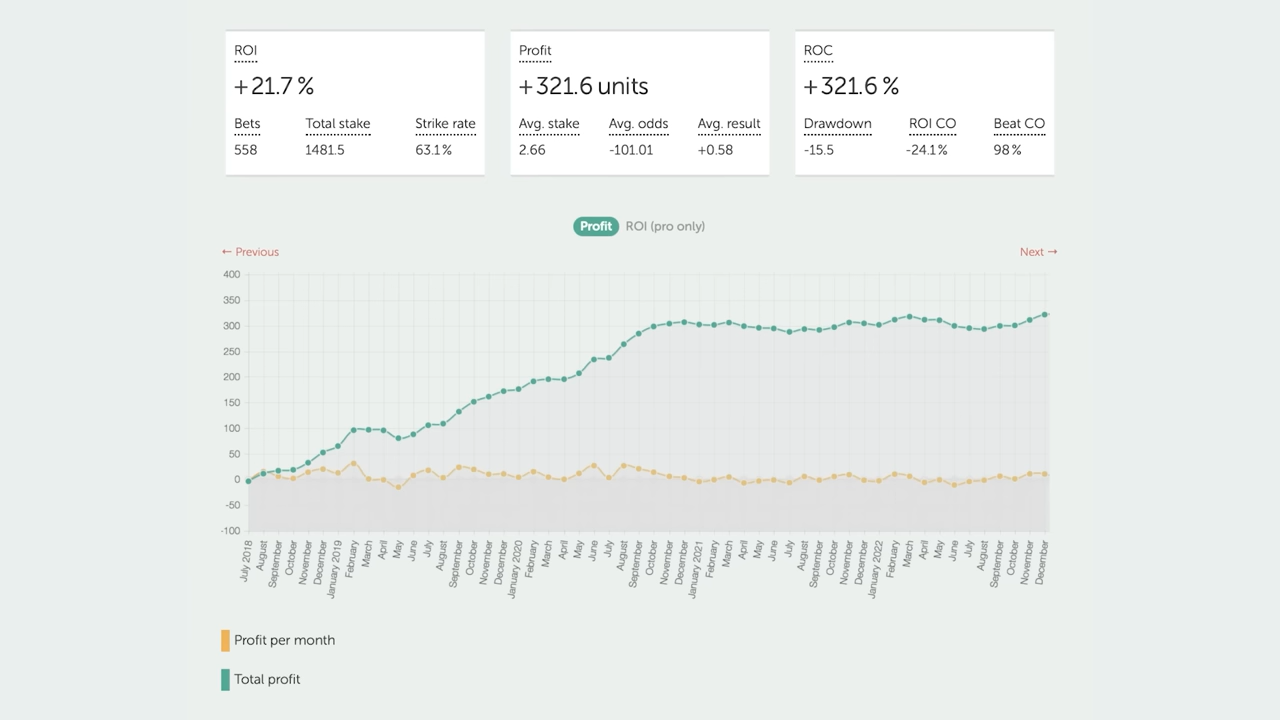 ROI
+21.7 %
Bets Total stake Strike rate
558 1481.5 63.1%
Profit
+321.6 units
Avg. stake Avg. odds Avg. result
2.66 -101.01 +0.58
ROC
+321.6 %
Drawdown ROI CO Beat CO
-15.5 -24.1% 98%
Profit ROI (pro only)
← Previous Next →
400
350
300
250
200
150
100
50
0
-50
-100
July 2018
August
September
October
November
December
January 2019
February
March
April
May
June
July
August
September
October
November
December
January 2020
February
March
April
May
June
July
August
September
October
November
December
January 2021
February
March
April
May
June
July
August
September
October
November
December
January 2022
February
March
April
May
June
July
August
September
October
November
December
Profit per month
Total profit